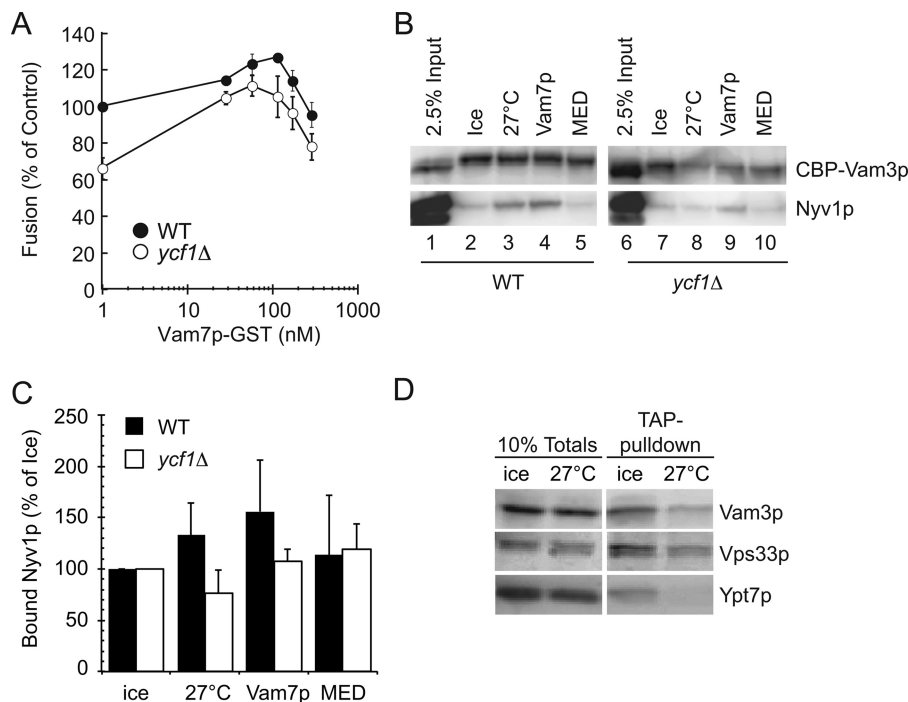 A
Fusion (% of Control)
140
120
100
80
60
40
20
0
WT
ycf1Δ
1 10 100 1000
Vam7p-GST (nM)
B
2.5% Input Ice 27°C Vam7p MED 2.5% Input Ice 27°C Vam7p MED
CBP-Vam3p
Nyv1p
1 2 3 4 5 6 7 8 9 10
WT ycf1Δ
C
Bound Nyv1p (% of Ice)
250
200
150
100
50
0
WT
ycf1Δ
ice 27°C Vam7p MED
D
TAP-
10% Totals pulldown
ice 27°C ice 27°C
Vam3p
Vps33p
Ypt7p